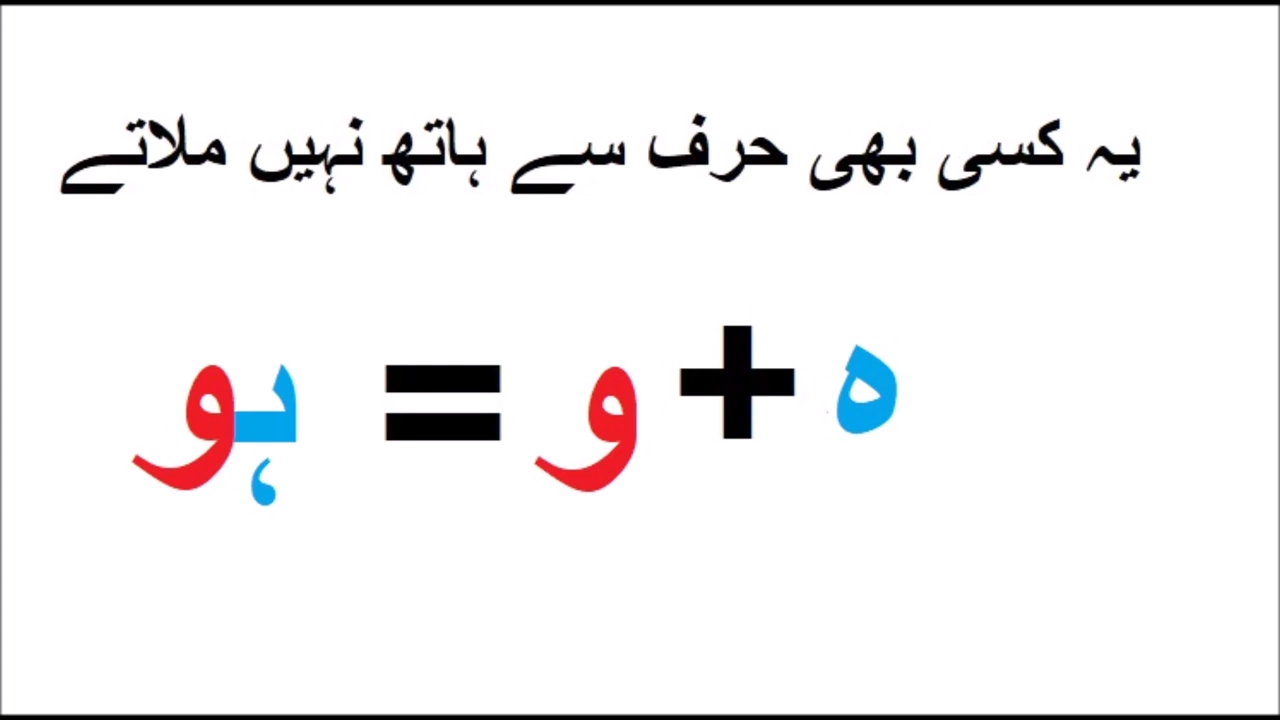 یہ کسی بھی حرف سے ہاتھ نہیں ملاتے
ہ + و = ہو